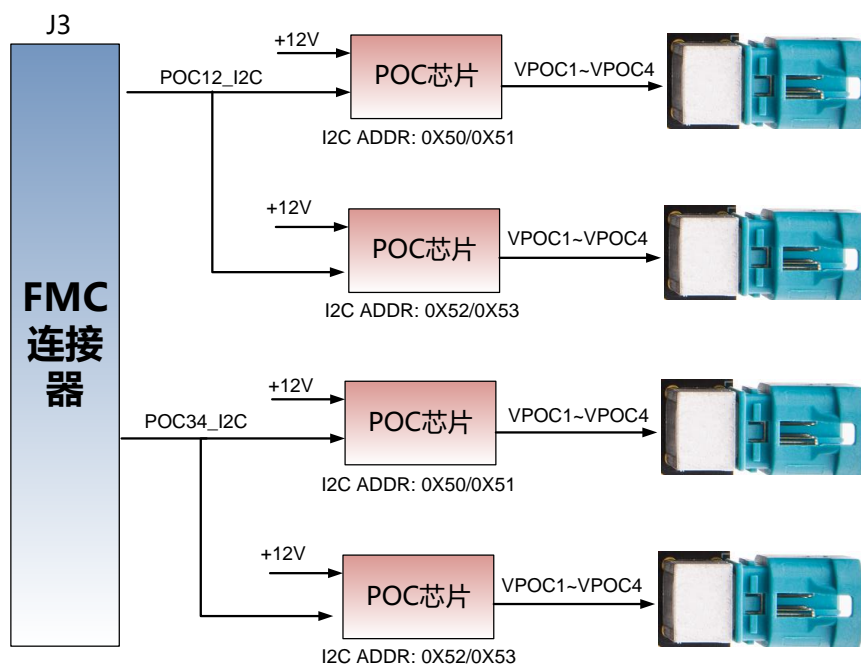 J3
FMC
连接
器
POC12_I2C
+12V
POC芯片
VPOC1~VPOC4
I2C ADDR: 0X50/0X51
+12V
POC芯片
VPOC1~VPOC4
I2C ADDR: 0X52/0X53
POC34_I2C
+12V
POC芯片
VPOC1~VPOC4
I2C ADDR: 0X50/0X51
+12V
POC芯片
VPOC1~VPOC4
I2C ADDR: 0X52/0X53